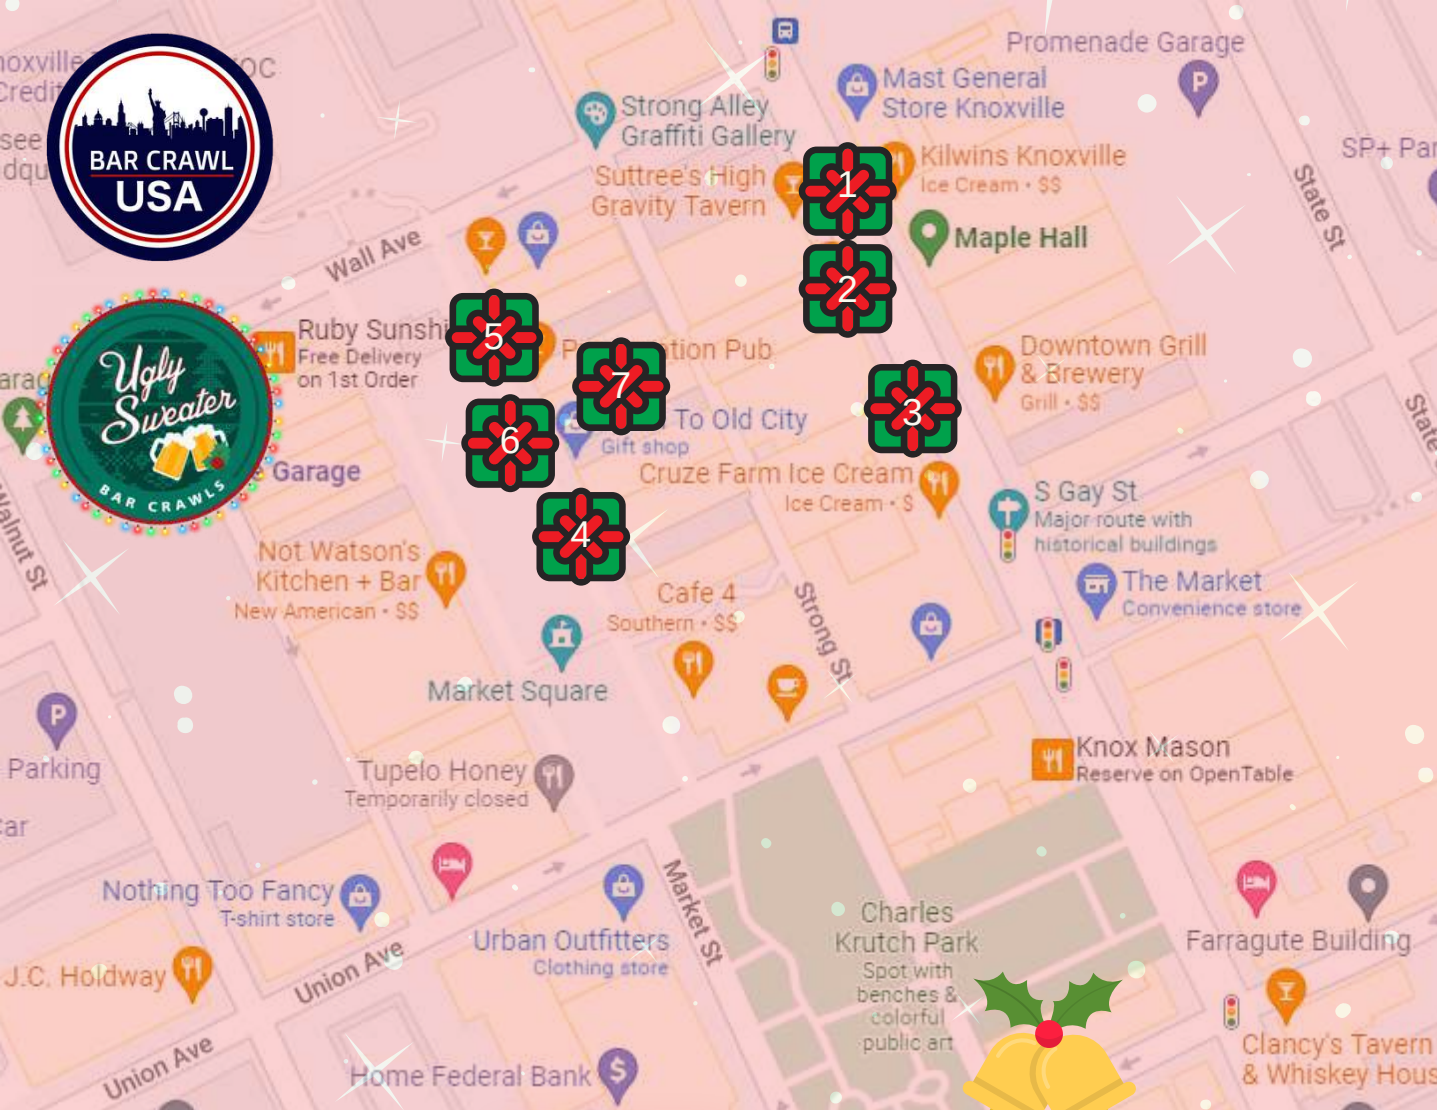 Promenade Garage
BAR CRAWL
USA
Strong Alley
Graffiti Gallery
Mast General
Store Knoxville
Suttree's High
Gravity Tavern
1
Kilwins Knoxville
Ice Cream • $$
SP+ Par
State St
Maple Hall
Wall Ave
2
Ruby Sunshi
Free Delivery
on 1st Order
5
Pub
7
Downtown Grill
& Brewery
Grill • $$
3
Ugly
Sweater
BAR CRAWLS
To Old City
Gift shop
6
Garage
Cruze Farm Ice Cream
Ice Cream • $
State
S Gay St
Major route with
historical buildings
4
Walnut St
Not Watson's
Kitchen + Bar
New American • $$
Cafe 4
Southern • $$
Strong St
The Market
Convenience store
Market Square
Parking
Tupelo Honey
Temporarily closed
Knox Mason
Reserve on OpenTable
Nothing Too Fancy
T-shirt store
Market St
Urban Outfitters
Clothing store
Union Ave
J.C. Holdway
Charles
Krutch Park
Spot with
benches &
colorful
public art
Farragute Building
Clancy's Tavern
& Whiskey Hous
Union Ave
Home Federal Bank